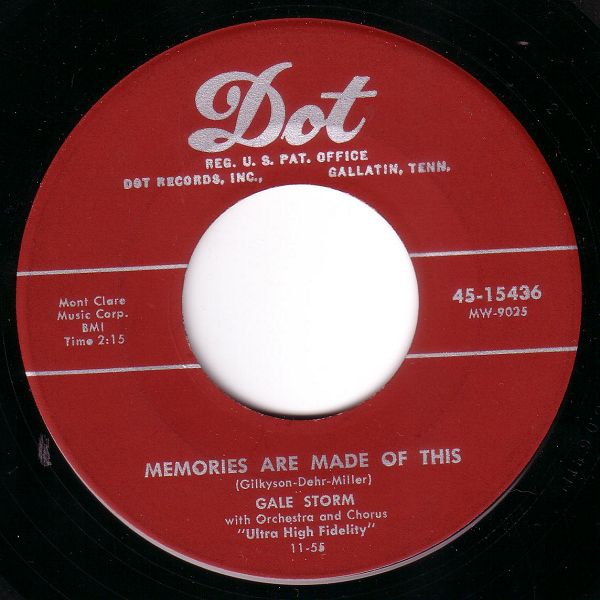 Dot
REG. U. S. PAT. OFFICE
DOT RECORDS, INC., GALLATIN, TENN.
Mont Clare
Music Corp.
BMI
Time 2:15
45-15436
MW-9025
MEMORIES ARE MADE OF THIS
(Gilkyson-Dehr-Miller)
GALE STORM
with Orchestra and Chorus
"Ultra High Fidelity"
11-55